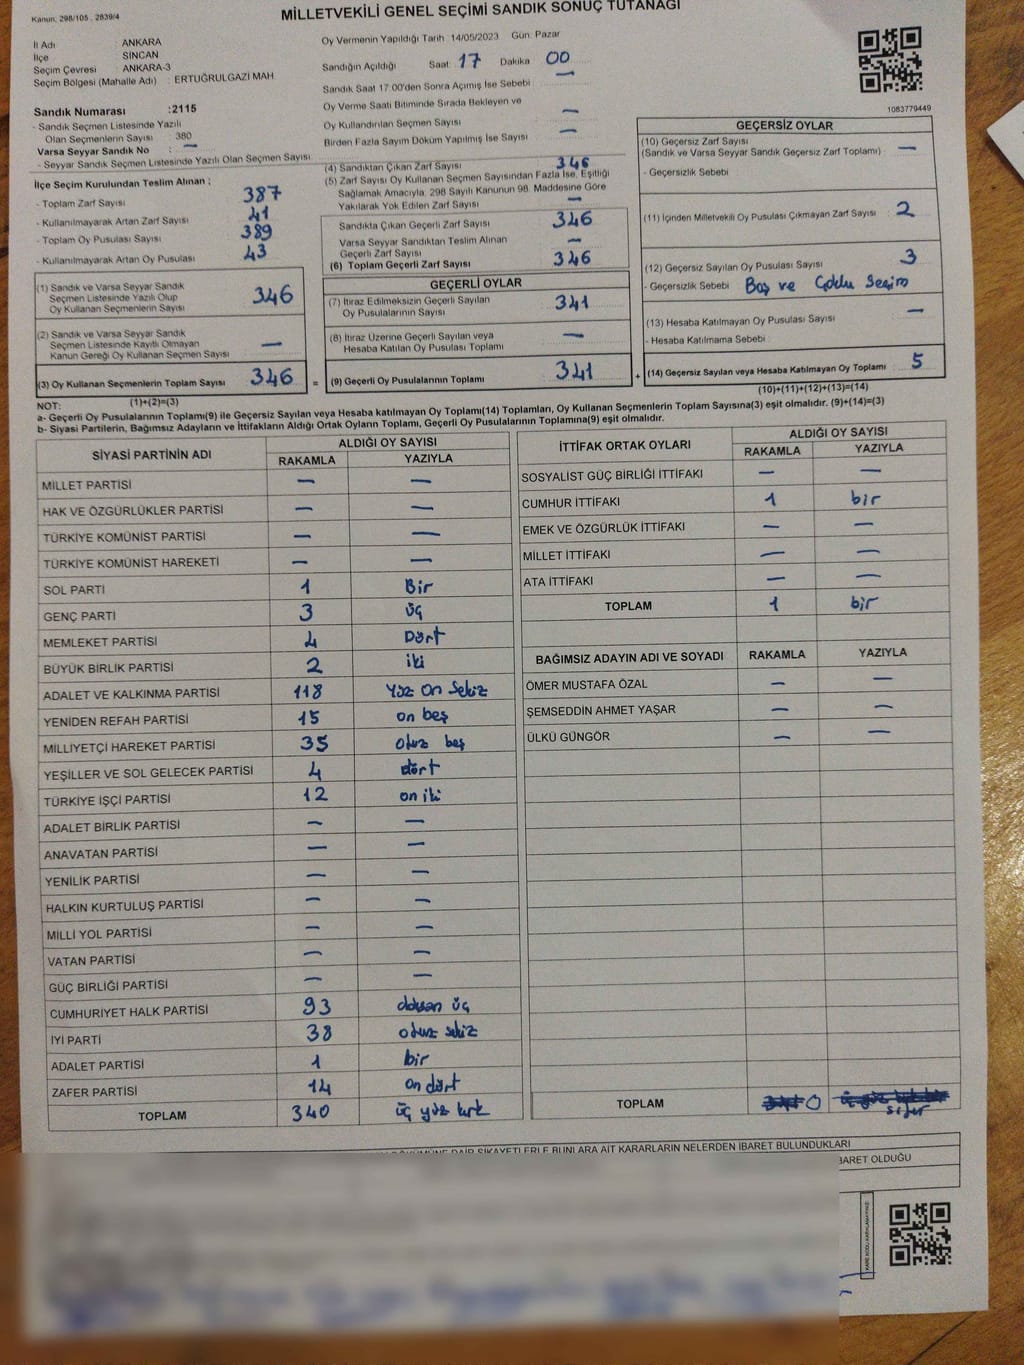 Kanun, 298/105 , 2839/4
MİLLETVEKİLİ GENEL SEÇİMİ SANDIK SONUÇ TUTANAĞI
İl Adı ANKARA
İlçe SİNCAN
Seçim Çevresi ANKARA-3
Seçim Bölgesi (Mahalle Adı) : ERTUĞRULGAZİ MAH.
Sandık Numarası :2115
- Sandık Seçmen Listesinde Yazılı
Olan Seçmenlerin Sayısı : 380
Varsa Seyyar Sandık No —
- Seyyar Sandık Seçmen Listesinde Yazılı Olan Seçmen Sayısı
İlçe Seçim Kurulundan Teslim Alınan ;
- Toplam Zarf Sayısı 387
- Kullanılmayarak Artan Zarf Sayısı 41
- Toplam Oy Pusulası Sayısı 389
- Kullanılmayarak Artan Oy Pusulası 43
(1) Sandık ve Varsa Seyyar Sandık
Seçmen Listesinde Yazılı Olup
Oy Kullanan Seçmenlerin Sayısı 346
(2) Sandık ve Varsa Seyyar Sandık
Seçmen Listesinde Kayıtlı Olmayan
Kanun Gereği Oy Kullanan Seçmen Sayısı —
(3) Oy Kullanan Seçmenlerin Toplam Sayısı 346 =
(1)+(2)=(3)
Oy Vermenin Yapıldığı Tarih :14/05/2023 Gün: Pazar
Sandığın Açıldığı Saat 17 Dakika 00
Sandık Saat 17:00'den Sonra Açımış İse Sebebi —
Oy Verme Saati Bitiminde Sırada Bekleyen ve
Oy Kullandırılan Seçmen Sayısı —
Birden Fazla Sayım Döküm Yapılmış İse Sayısı —
(4) Sandıktan Çıkan Zarf Sayısı 346
(5) Zarf Sayısı Oy Kullanan Seçmen Sayısından Fazla İse, Eşitliği
Sağlamak Amacıyla, 298 Sayılı Kanunun 98. Maddesine Göre
Yakılarak Yok Edilen Zarf Sayısı —
Sandıkta Çıkan Geçerli Zarf Sayısı 346
Varsa Seyyar Sandıktan Teslim Alınan
Geçerli Zarf Sayısı —
(6) Toplam Geçerli Zarf Sayısı 346
GEÇERLİ OYLAR
(7) İtiraz Edilmeksizin Geçerli Sayılan
Oy Pusulalarının Sayısı 341
(8) İtiraz Üzerine Geçerli Sayılan veya
Hesaba Katılan Oy Pusulası Toplamı —
(9) Geçerli Oy Pusulalarının Toplamı 341 +
1083779449
GEÇERSİZ OYLAR
(10) Geçersiz Zarf Sayısı
(Sandık ve Varsa Seyyar Sandık Geçersiz Zarf Toplamı) : —
- Geçersizlik Sebebi
(11) İçinden Milletvekili Oy Pusulası Çıkmayan Zarf Sayısı : 2
(12) Geçersiz Sayılan Oy Pusulası Sayısı 3
- Geçersizlik Sebebi Boş ve Çoklu Seçim
(13) Hesaba Katılmayan Oy Pusulası Sayısı —
- Hesaba Katılmama Sebebi
(14) Geçersiz Sayılan veya Hesaba Katılmayan Oy Toplamı : 5
(10)+(11)+(12)+(13)=(14)
NOT:
a- Geçerli Oy Pusulalarının Toplamı(9) ile Geçersiz Sayılan veya Hesaba katılmayan Oy Toplamı(14) Toplamları, Oy Kullanan Seçmenlerin Toplam Sayısına(3) eşit olmalıdır. (9)+(14)=(3)
b- Siyasi Partilerin, Bağımsız Adayların ve İttifakların Aldığı Ortak Oyların Toplamı, Geçerli Oy Pusulalarının Toplamına(9) eşit olmalıdır.
SİYASİ PARTİNİN ADI ALDIĞI OY SAYISI
RAKAMLA YAZIYLA
MİLLET PARTİSİ — —
HAK VE ÖZGÜRLÜKLER PARTİSİ — —
TÜRKİYE KOMÜNİST PARTİSİ — —
TÜRKİYE KOMÜNİST HAREKETİ — —
SOL PARTİ 1 Bir
GENÇ PARTİ 3 üç
MEMLEKET PARTİSİ 4 Dört
BÜYÜK BİRLİK PARTİSİ 2 iki
ADALET VE KALKINMA PARTİSİ 118 Yüz On Sekiz
YENİDEN REFAH PARTİSİ 15 on beş
MİLLİYETÇİ HAREKET PARTİSİ 35 otuz beş
YEŞİLLER VE SOL GELECEK PARTİSİ 4 dört
TÜRKİYE İŞÇİ PARTİSİ 12 on iki
ADALET BİRLİK PARTİSİ — —
ANAVATAN PARTİSİ — —
YENİLİK PARTİSİ — —
HALKIN KURTULUŞ PARTİSİ — —
MİLLİ YOL PARTİSİ — —
VATAN PARTİSİ — —
GÜÇ BİRLİĞİ PARTİSİ — —
CUMHURİYET HALK PARTİSİ 93 doksan üç
İYİ PARTİ 38 otuz sekiz
ADALET PARTİSİ 1 bir
ZAFER PARTİSİ 14 on dört
TOPLAM 340 üç yüz kırk
İTTİFAK ORTAK OYLARI ALDIĞI OY SAYISI
RAKAMLA YAZIYLA
SOSYALİST GÜÇ BİRLİĞİ İTTİFAKI — —
CUMHUR İTTİFAKI 1 bir
EMEK VE ÖZGÜRLÜK İTTİFAKI — —
MİLLET İTTİFAKI — —
ATA İTTİFAKI — —
TOPLAM 1 bir
BAĞIMSIZ ADAYIN ADI VE SOYADI RAKAMLA YAZIYLA
ÖMER MUSTAFA ÖZAL — —
ŞEMSEDDİN AHMET YAŞAR — —
ÜLKÜ GÜNGÖR — —
TOPLAM 0 sıfır
ŞİKAYETLERLE BUNLARA AİT KARARLARIN NELERDEN İBARET BULUNDUKLARI
BARET OLDUĞU